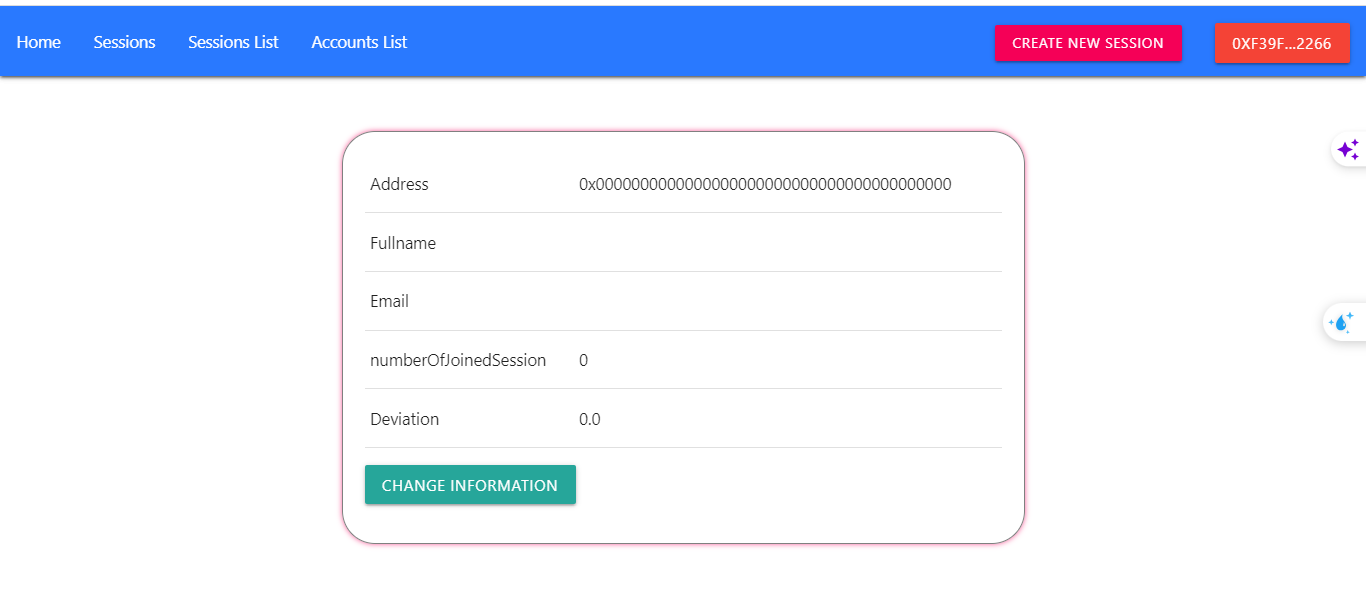 Home Sessions Sessions List Accounts List CREATE NEW SESSION 0XF39F...2266
Address 0x0000000000000000000000000000000000000000
Fullname
Email
numberOfJoinedSession 0
Deviation 0.0
CHANGE INFORMATION